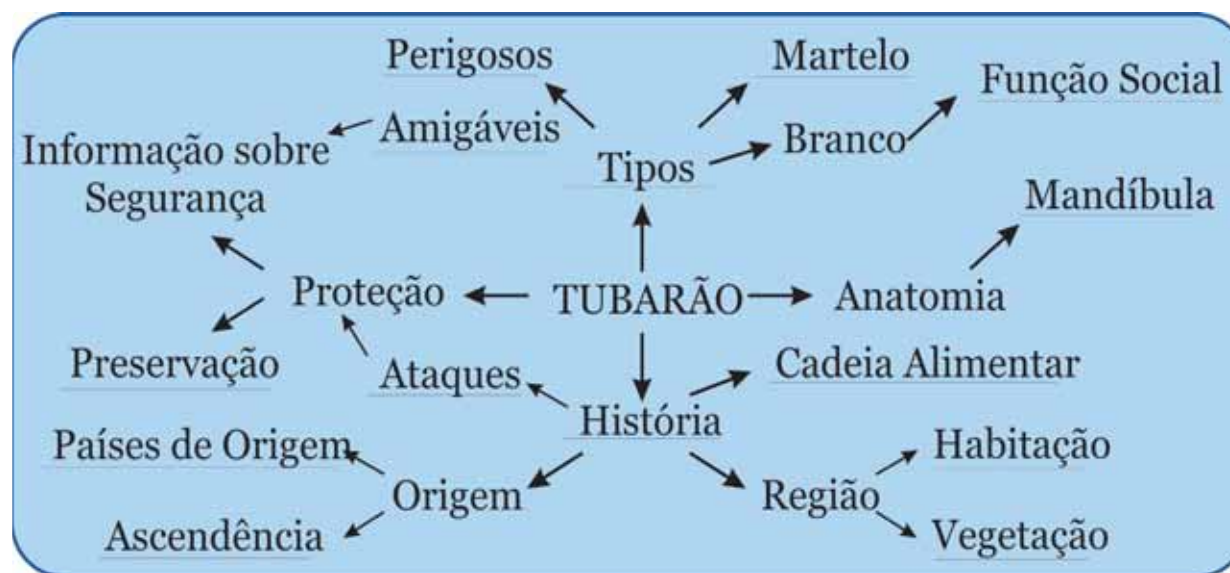 Perigosos
Martelo
Função Social
Amigáveis
Branco
Informação sobre
Segurança
Tipos
Mandíbula
Proteção
TUBARÃO
Anatomia
Preservação
Ataques
Cadeia Alimentar
História
Países de Origem
Habitação
Origem
Região
Ascendência
Vegetação